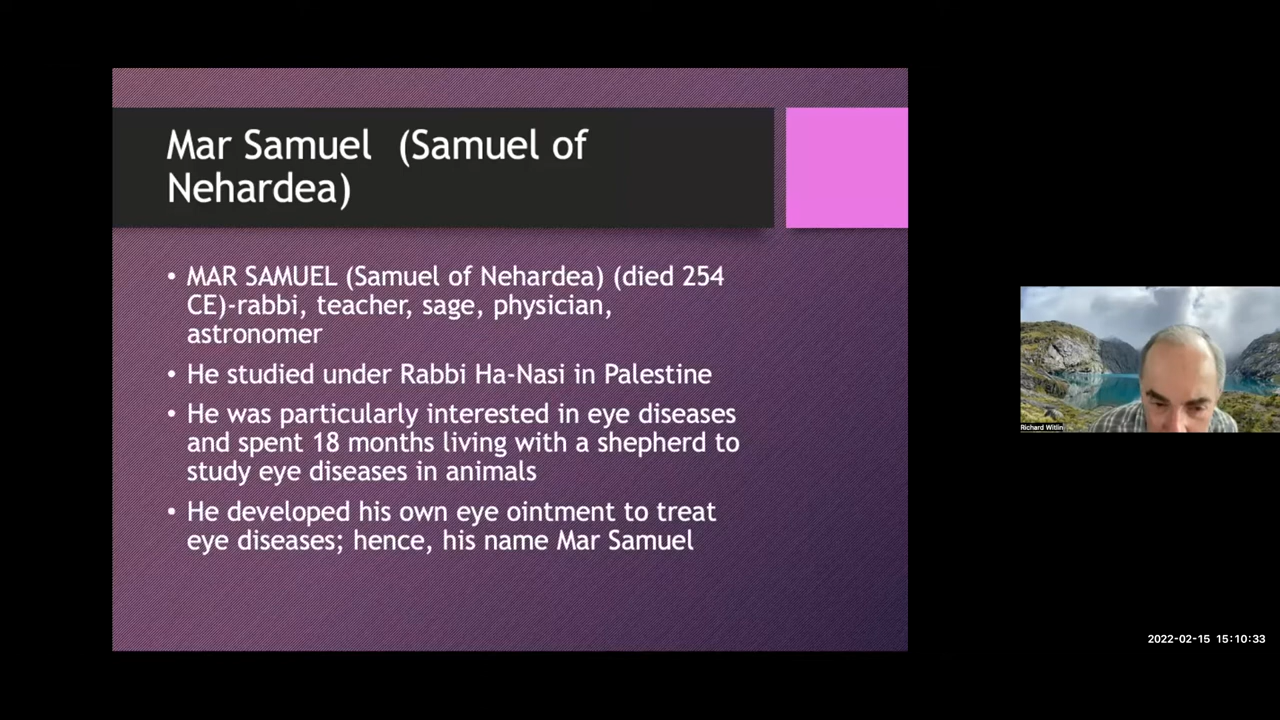 Mar Samuel (Samuel of
Nehardea)
• MAR SAMUEL (Samuel of Nehardea) (died 254
CE)-rabbi, teacher, sage, physician,
astronomer
• He studied under Rabbi Ha-Nasi in Palestine
• He was particularly interested in eye diseases
and spent 18 months living with a shepherd to
study eye diseases in animals
• He developed his own eye ointment to treat
eye diseases; hence, his name Mar Samuel
Richard Witlin
2022-02-15 15:10:33